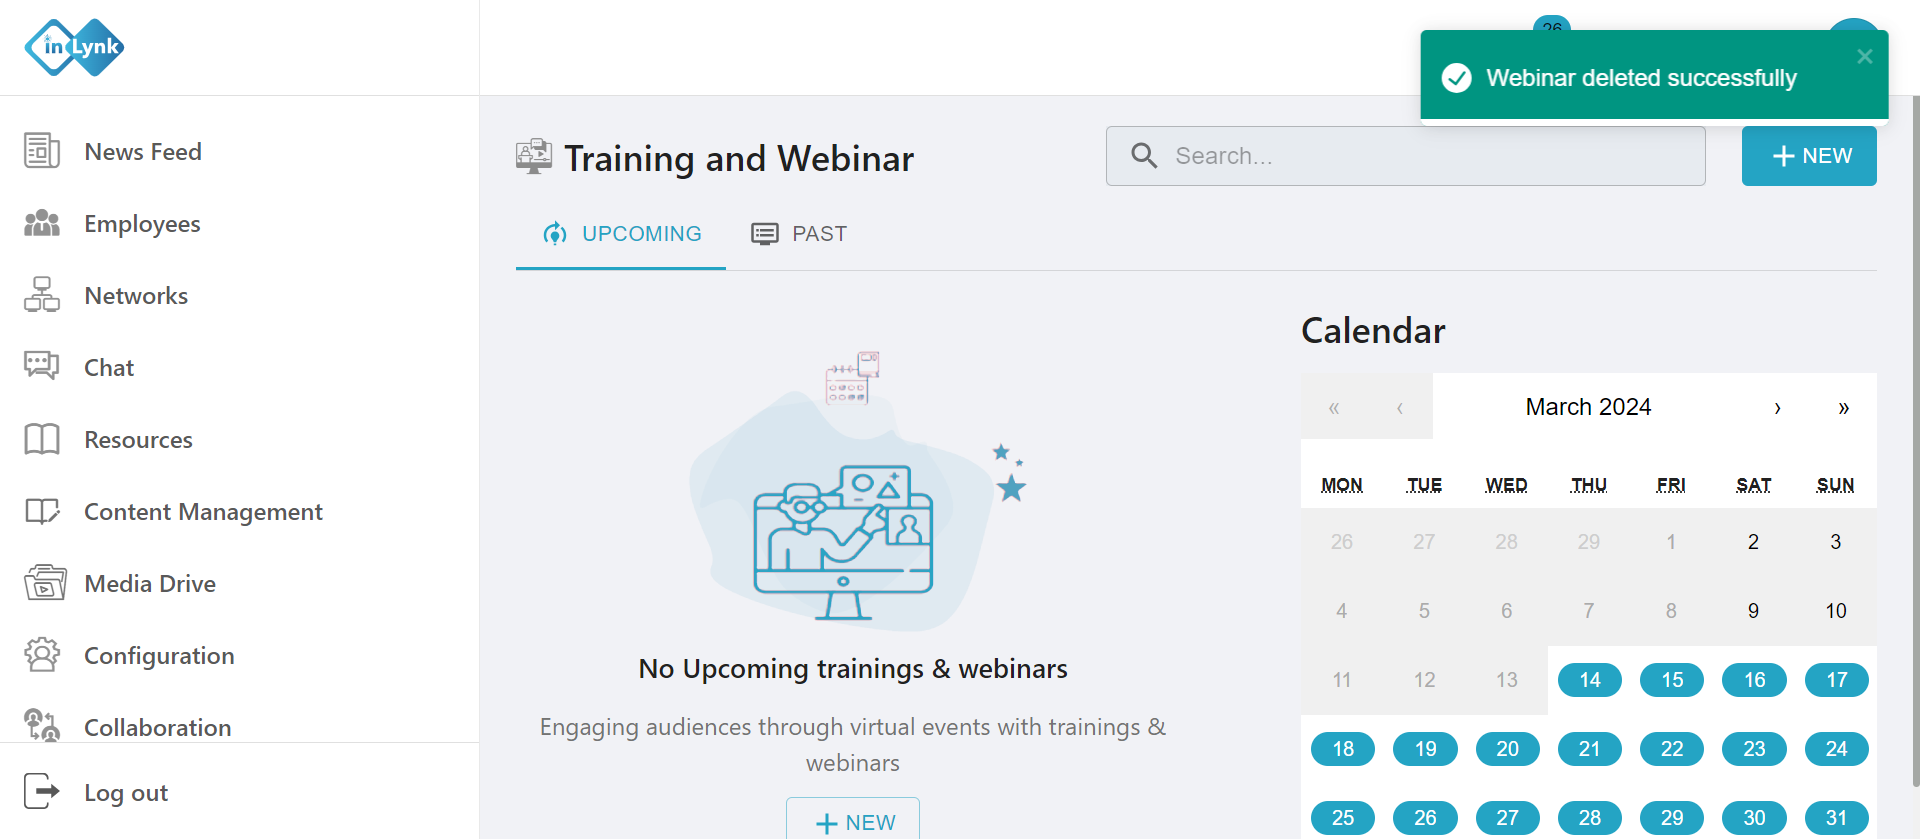 in Lynk
26
Webinar deleted successfully
News Feed
Employees
Networks
Chat
Resources
Content Management
Media Drive
Configuration
Collaboration
Log out
Training and Webinar
Search...
NEW
UPCOMING
PAST
No Upcoming trainings & webinars
Engaging audiences through virtual events with trainings &
webinars
NEW
Calendar
« ‹ March 2024 › »
MON TUE WED THU FRI SAT SUN
26 27 28 29 1 2 3
4 5 6 7 8 9 10
11 12 13 14 15 16 17
18 19 20 21 22 23 24
25 26 27 28 29 30 31